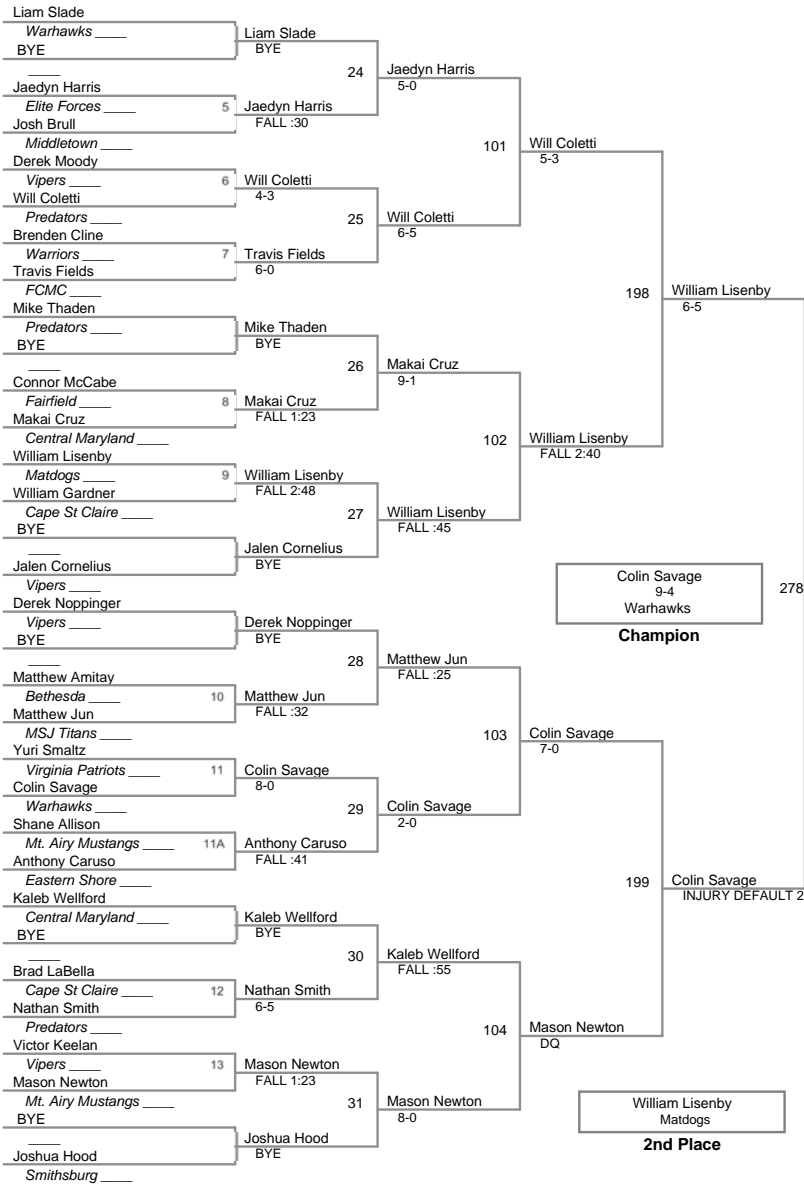 Liam Slade
Warhawks ____
BYE
____
Jaedyn Harris
Elite Forces ____ 5
Josh Brull
Middletown ____
Derek Moody
Vipers ____ 6
Will Coletti
Predators ____
Brenden Cline
Warriors ____ 7
Travis Fields
FCMC ____
Mike Thaden
Predators ____
BYE
____
Connor McCabe
Fairfield ____ 8
Makai Cruz
Central Maryland ____
William Lisenby
Matdogs ____ 9
William Gardner
Cape St Claire ____
BYE
____
Jalen Cornelius
Vipers ____
Derek Noppinger
Vipers ____
BYE
____
Matthew Amitay
Bethesda ____ 10
Matthew Jun
MSJ Titans ____
Yuri Smaltz
Virginia Patriots ____ 11
Colin Savage
Warhawks ____
Shane Allison
Mt. Airy Mustangs ____ 11A
Anthony Caruso
Eastern Shore ____
Kaleb Wellford
Central Maryland ____
BYE
____
Brad LaBella
Cape St Claire ____ 12
Nathan Smith
Predators ____
Victor Keelan
Vipers ____ 13
Mason Newton
Mt. Airy Mustangs ____
BYE
____
Joshua Hood
Smithsburg ____
Liam Slade
BYE
24
Jaedyn Harris
FALL :30
Will Coletti
4-3
25
Travis Fields
6-0
Mike Thaden
BYE
26
Makai Cruz
FALL 1:23
William Lisenby
FALL 2:48
27
Jalen Cornelius
BYE
Derek Noppinger
BYE
28
Matthew Jun
FALL :32
Colin Savage
8-0
29
Anthony Caruso
FALL :41
Kaleb Wellford
BYE
30
Nathan Smith
6-5
Mason Newton
FALL 1:23
31
Joshua Hood
BYE
Jaedyn Harris
5-0
101
Will Coletti
6-5
Makai Cruz
9-1
102
William Lisenby
FALL :45
Matthew Jun
FALL :25
103
Colin Savage
2-0
Kaleb Wellford
FALL :55
104
Mason Newton
8-0
Will Coletti
5-3
198
William Lisenby
FALL 2:40
Colin Savage
7-0
199
Mason Newton
DQ
William Lisenby
6-5
278
Colin Savage
INJURY DEFAULT 2
Colin Savage
9-4
Warhawks
Champion
William Lisenby
Matdogs
2nd Place